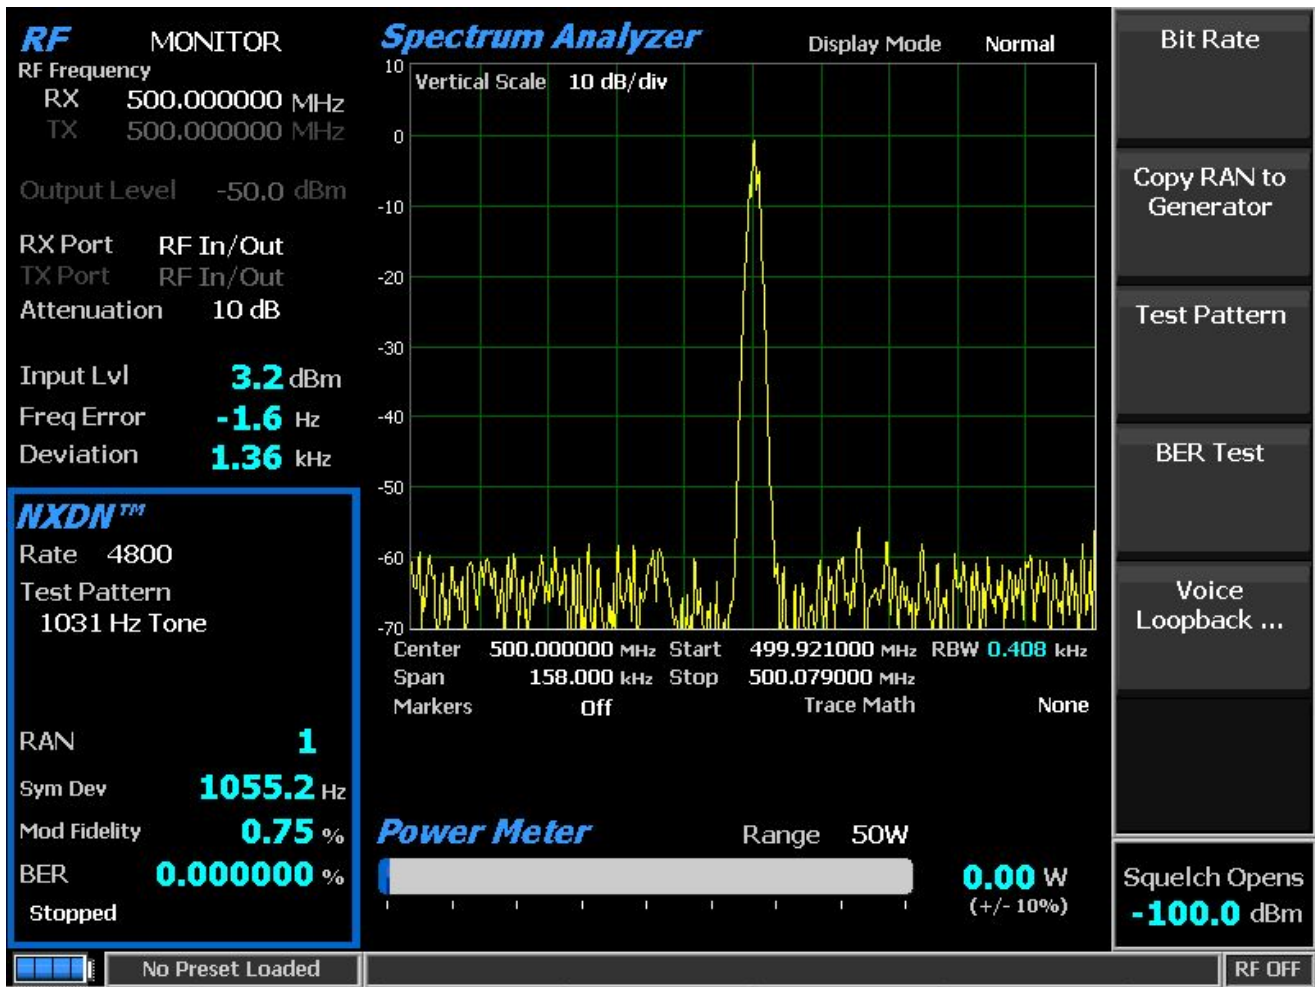 RF MONITOR
RF Frequency
RX 500.000000 MHz
TX 500.000000 MHz
Output Level -50.0 dBm
RX Port RF In/Out
TX Port RF In/Out
Attenuation 10 dB
Input Lvl 3.2 dBm
Freq Error -1.6 Hz
Deviation 1.36 kHz
NXDN™
Rate 4800
Test Pattern
1031 Hz Tone
RAN 1
Sym Dev 1055.2 Hz
Mod Fidelity 0.75 %
BER 0.000000 %
Stopped
Spectrum Analyzer Display Mode Normal
10
Vertical Scale 10 dB/div
0
-10
-20
-30
-40
-50
-60
-70
Center 500.000000 MHz Start 499.921000 MHz RBW 0.408 kHz
Span 158.000 kHz Stop 500.079000 MHz
Markers Off Trace Math None
Power Meter Range 50W
0.00 W
(+/- 10%)
Bit Rate
Copy RAN to
Generator
Test Pattern
BER Test
Voice
Loopback ...
Squelch Opens
-100.0 dBm
No Preset Loaded
RF OFF